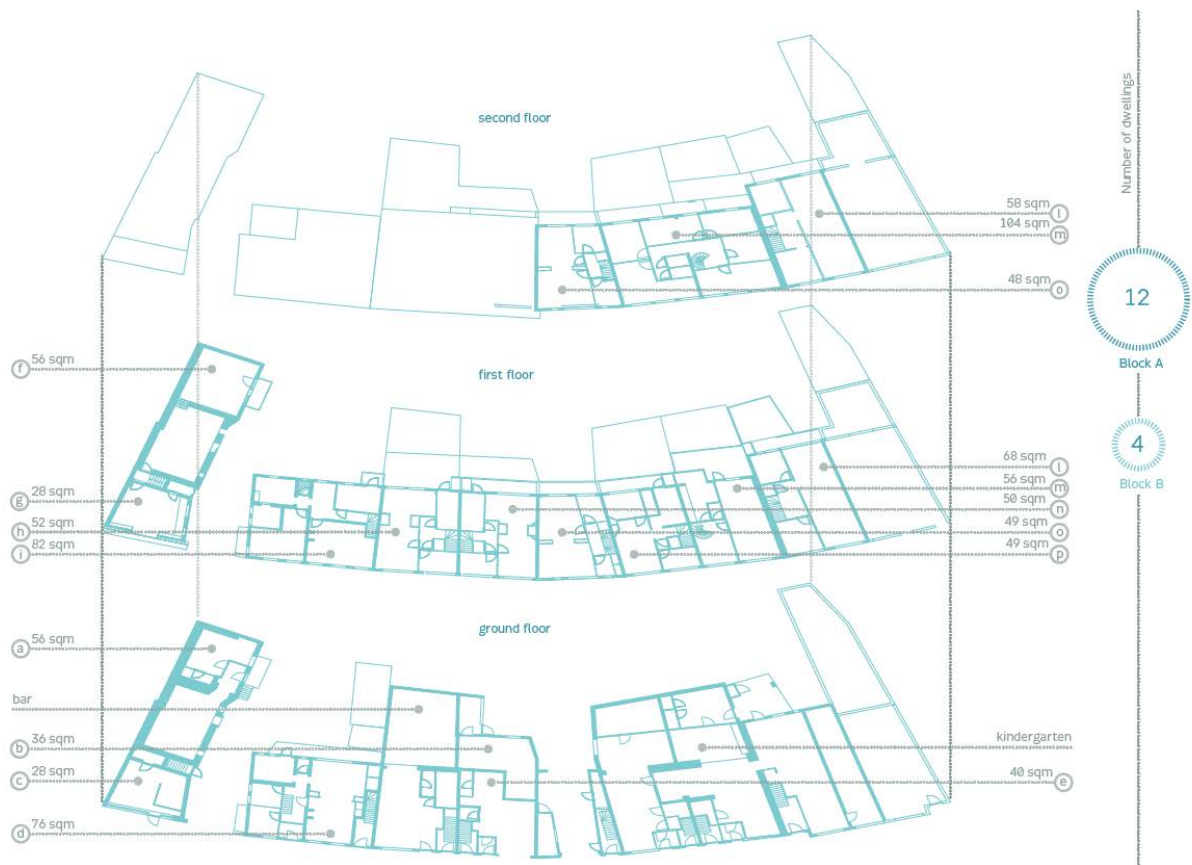 second floor
58 sqm
l
104 sqm
m
48 sqm
o
Number of dwellings
12
Block A
4
Block B
first floor
f
56 sqm
g
28 sqm
h
52 sqm
i
82 sqm
68 sqm
l
56 sqm
m
50 sqm
n
49 sqm
o
49 sqm
p
ground floor
a
56 sqm
bar
b
36 sqm
c
28 sqm
d
76 sqm
kindergarten
40 sqm
e